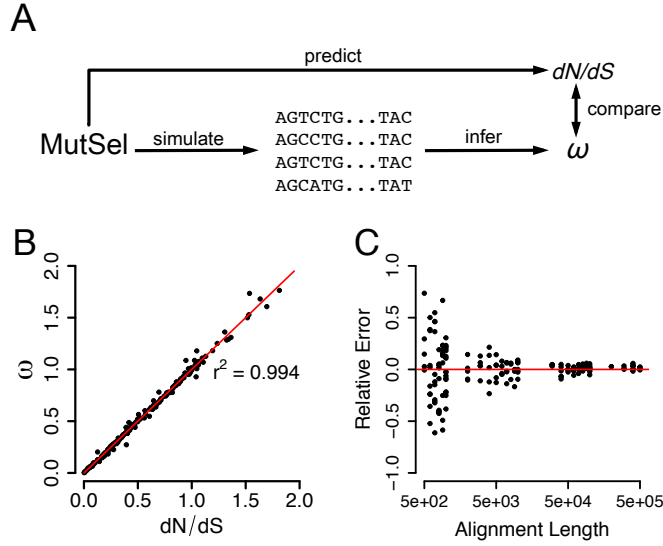 A
predict
dN/dS
MutSel
simulate
AGTCTG...TAC
AGCCTG...TAC
AGTCTG...TAC
AGCATG...TAT
infer
compare
ω
B
2.0
1.5
1.0
0.5
0.0
ω
r² = 0.994
0.0 0.5 1.0 1.5 2.0
dN/dS
C
1.0
0.5
0.0
−0.5
−1.0
Relative Error
5e+02 5e+03 5e+04 5e+05
Alignment Length